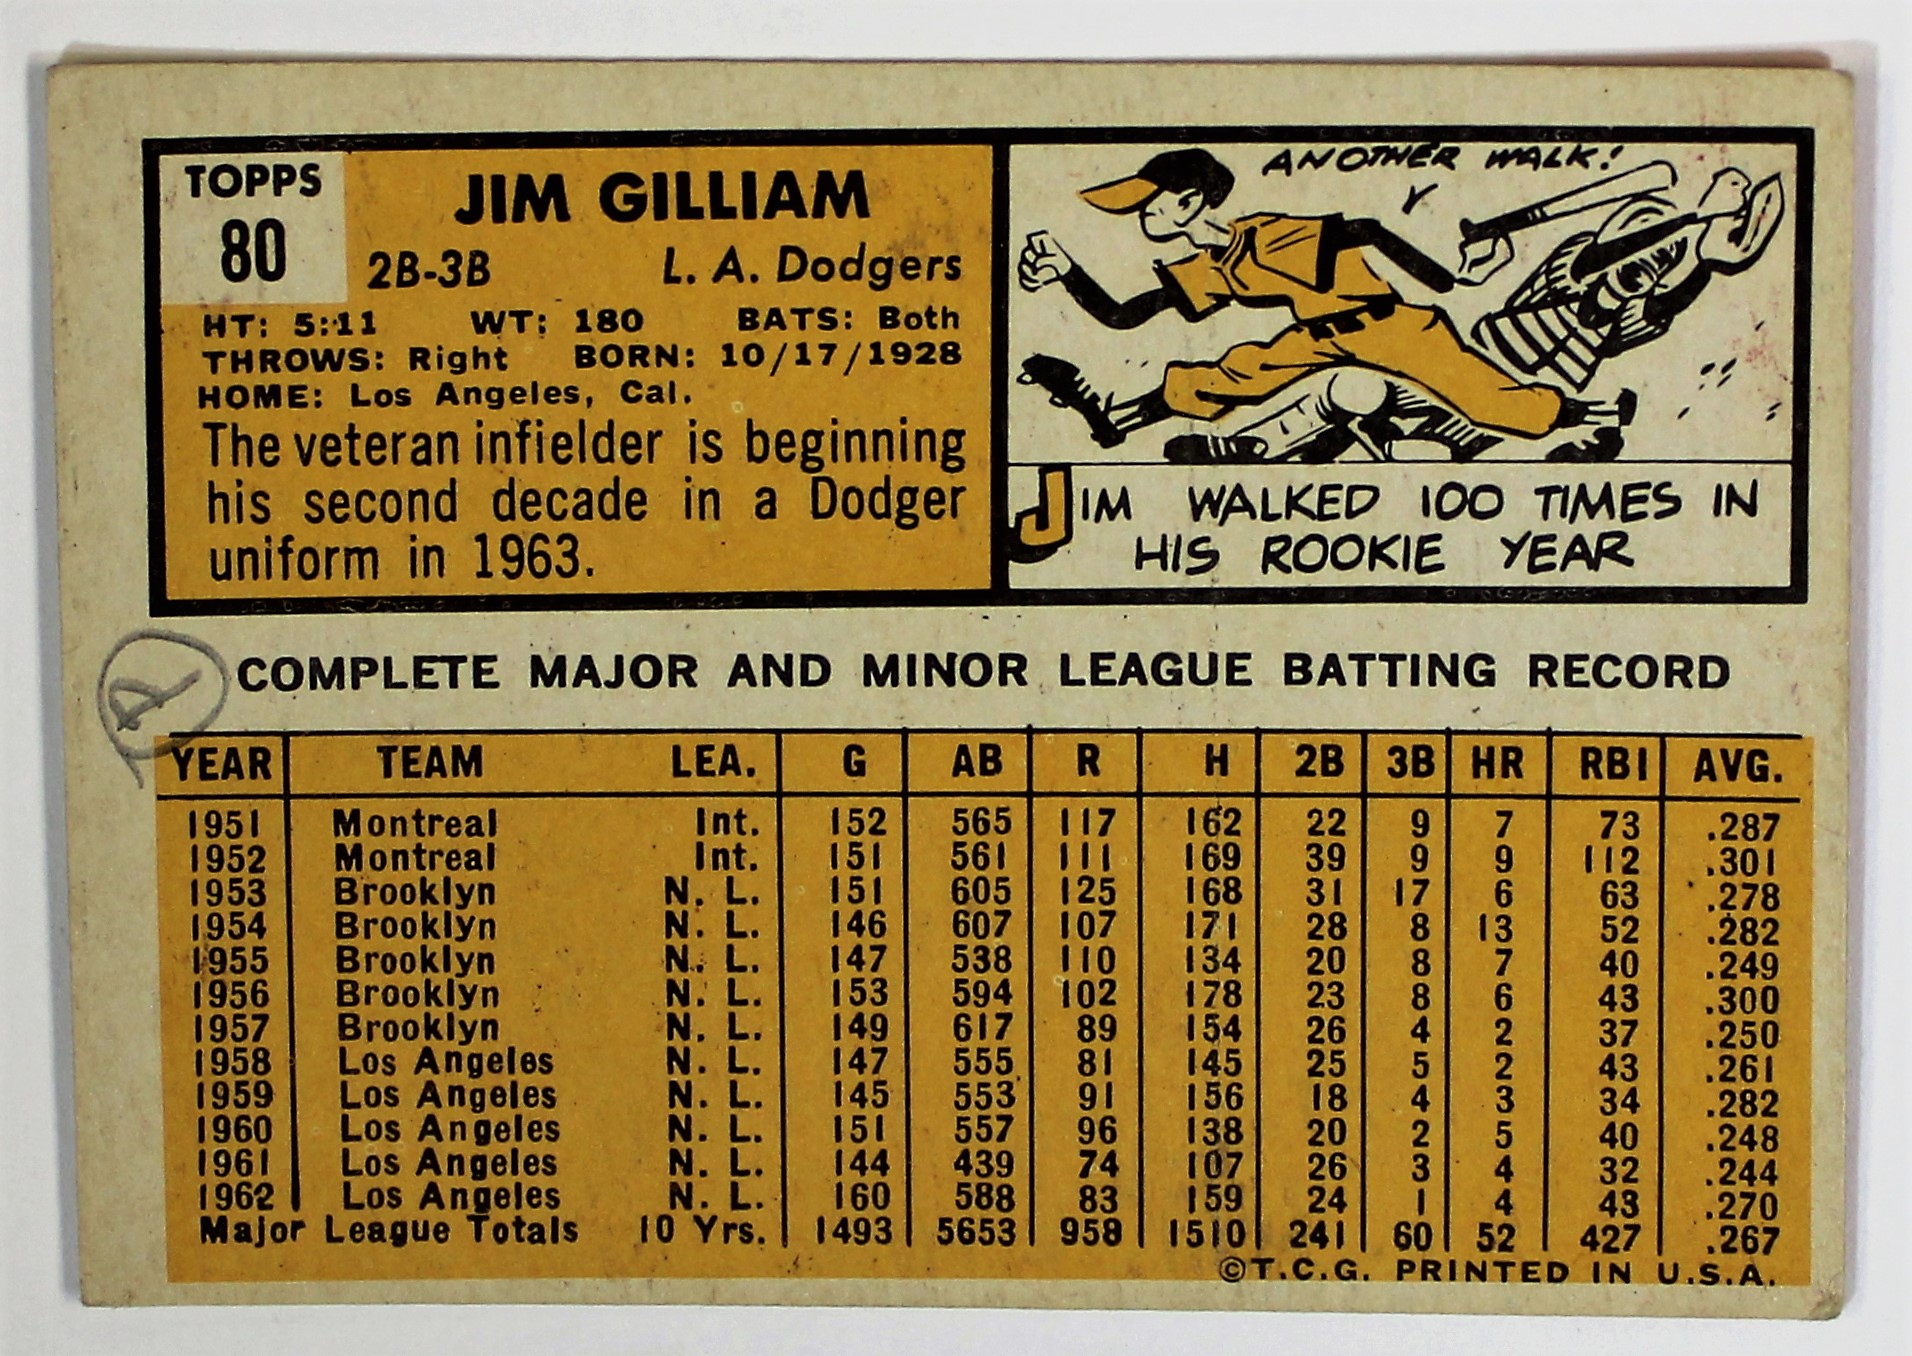 TOPPS
80
JIM GILLIAM
2B-3B L. A. Dodgers
HT: 5:11 WT: 180 BATS: Both
THROWS: Right BORN: 10/17/1928
HOME: Los Angeles, Cal.
The veteran infielder is beginning
his second decade in a Dodger
uniform in 1963.
ANOTHER WALK!
JIM WALKED 100 TIMES IN
HIS ROOKIE YEAR
A
COMPLETE MAJOR AND MINOR LEAGUE BATTING RECORD
YEAR TEAM LEA. G AB R H 2B 3B HR RBI AVG.
1951 Montreal Int. 152 565 117 162 22 9 7 73 .287
1952 Montreal Int. 151 561 111 169 39 9 9 112 .301
1953 Brooklyn N. L. 151 605 125 168 31 17 6 63 .278
1954 Brooklyn N. L. 146 607 107 171 28 8 13 52 .282
1955 Brooklyn N. L. 147 538 110 134 20 8 7 40 .249
1956 Brooklyn N. L. 153 594 102 178 23 8 6 43 .300
1957 Brooklyn N. L. 149 617 89 154 26 4 2 37 .250
1958 Los Angeles N. L. 147 555 81 145 25 5 2 43 .261
1959 Los Angeles N. L. 145 553 91 156 18 4 3 34 .282
1960 Los Angeles N. L. 151 557 96 138 20 2 5 40 .248
1961 Los Angeles N. L. 144 439 74 107 26 3 4 32 .244
1962 Los Angeles N. L. 160 588 83 159 24 1 4 43 .270
Major League Totals 10 Yrs. 1493 5653 958 1510 241 60 52 427 .267
©T.C.G. PRINTED IN U.S.A.